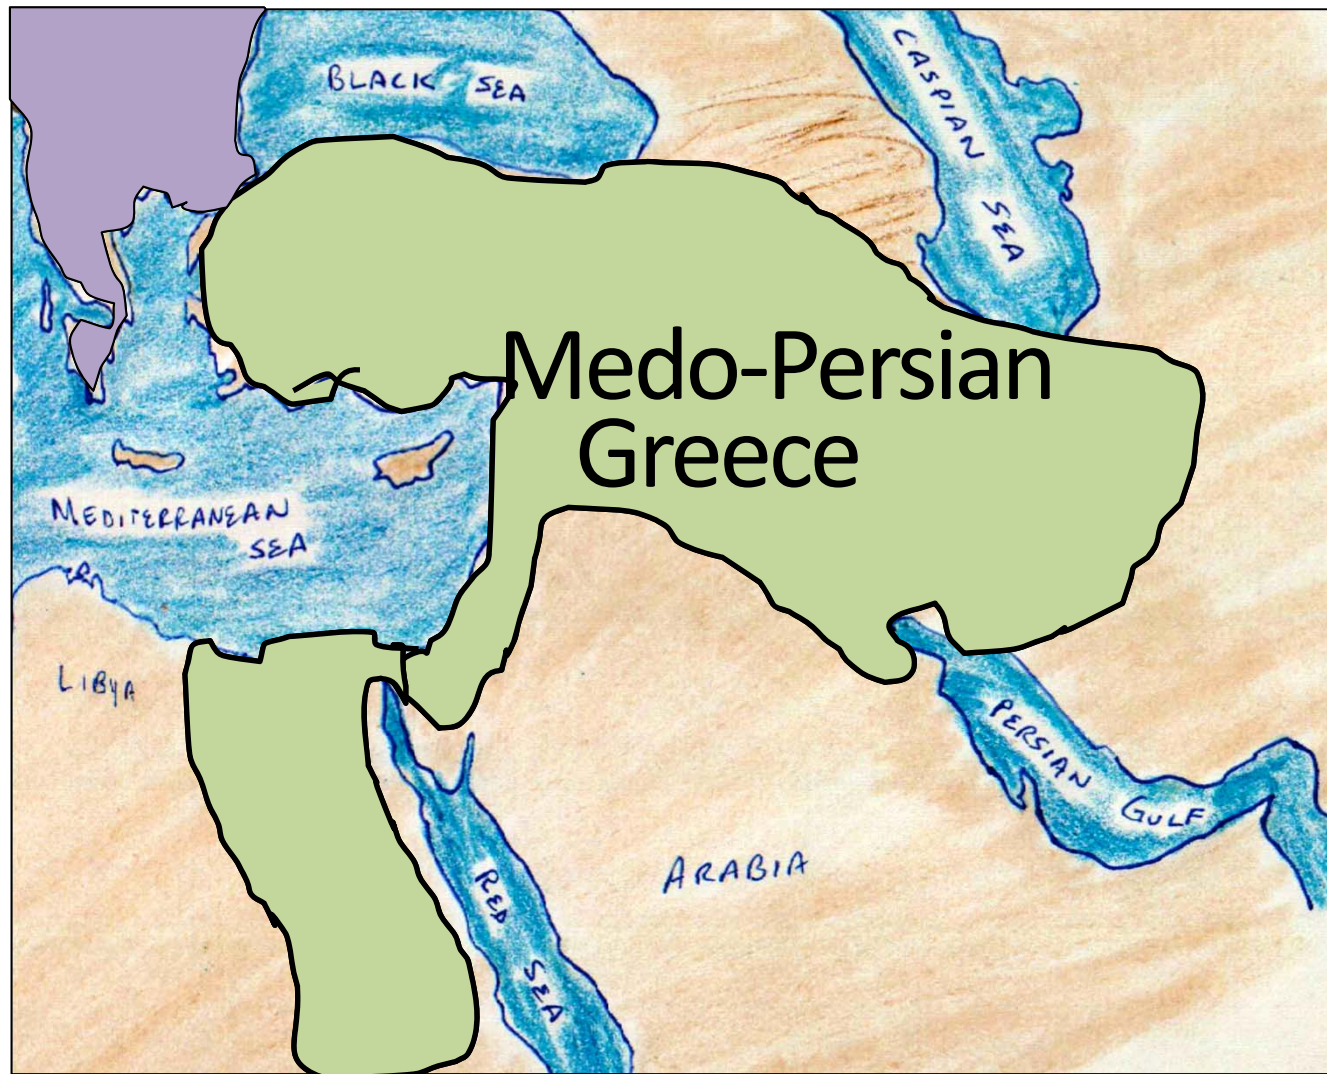 BLACK SEA
CASPIAN SEA
Medo-Persian
Greece
MEDITERRANEAN
SEA
LIBYA
PERSIAN GULF
ARABIA
RED SEA